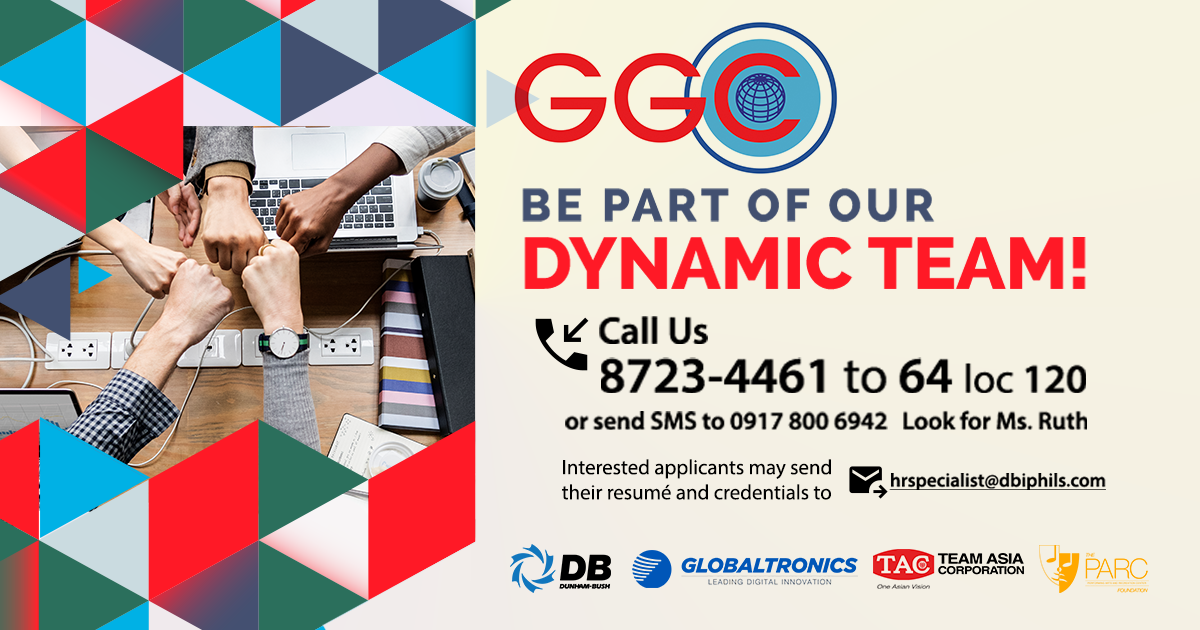 GGC
BE PART OF OUR
DYNAMIC TEAM!
Call Us
8723-4461 to 64 loc 120
or send SMS to 0917 800 6942 Look for Ms. Ruth
Interested applicants may send
their resumé and credentials to
hrspecialist@dbiphils.com
DB
DUNHAM-BUSH
GLOBALTRONICS
LEADING DIGITAL INNOVATION
TAC
One Asian Vision
TEAM ASIA
CORPORATION
THE
PARC
FOUNDATION